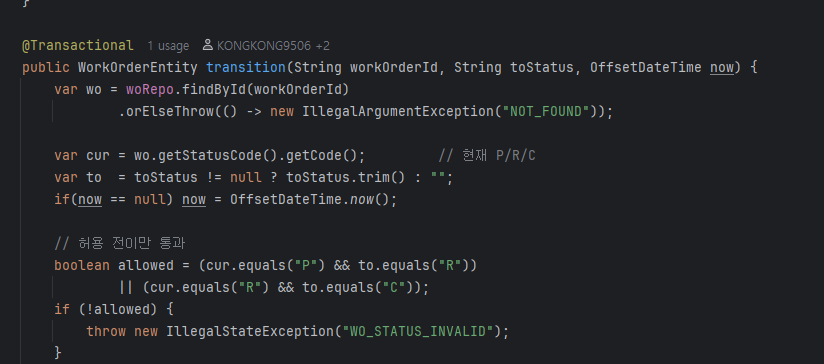 }
@Transactional 1 usage KONGKONG9506 +2
public WorkOrderEntity transition(String workOrderId, String toStatus, OffsetDateTime now) {
var wo = woRepo.findById(workOrderId)
.orElseThrow(() -> new IllegalArgumentException("NOT_FOUND"));
var cur = wo.getStatusCode().getCode(); // 현재 P/R/C
var to = toStatus != null ? toStatus.trim() : "";
if(now == null) now = OffsetDateTime.now();
// 허용 전이만 통과
boolean allowed = (cur.equals("P") && to.equals("R"))
|| (cur.equals("R") && to.equals("C"));
if (!allowed) {
throw new IllegalStateException("WO_STATUS_INVALID");
}